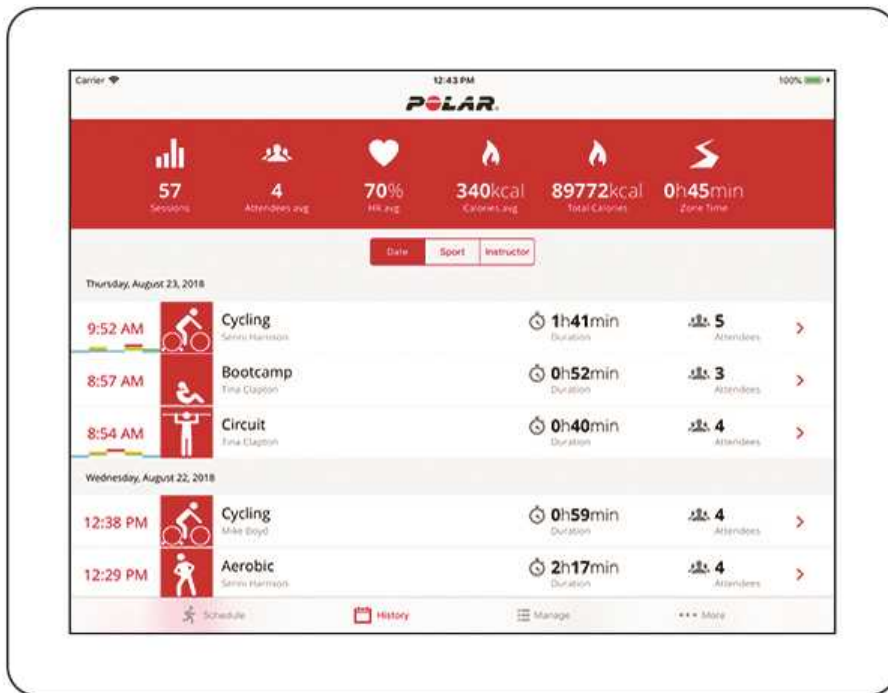 Carrier 12:43 PM 100%
POLAR.
57 4 70% 340kcal 89772kcal 0h45min
Sessions Attendees avg HR avg Calories avg Total Calories Zone Time
Date Sport Instructor
Thursday, August 23, 2018
9:52 AM Cycling 1h41min 5
Senni Harrison Duration Attendees
8:57 AM Bootcamp 0h52min 3
Tina Clapton Duration Attendees
8:54 AM Circuit 0h40min 4
Tina Clapton Duration Attendees
Wednesday, August 22, 2018
12:38 PM Cycling 0h59min 4
Mike Boyd Duration Attendees
12:29 PM Aerobic 2h17min 4
Senni Harrison Duration Attendees
Schedule History Manage More